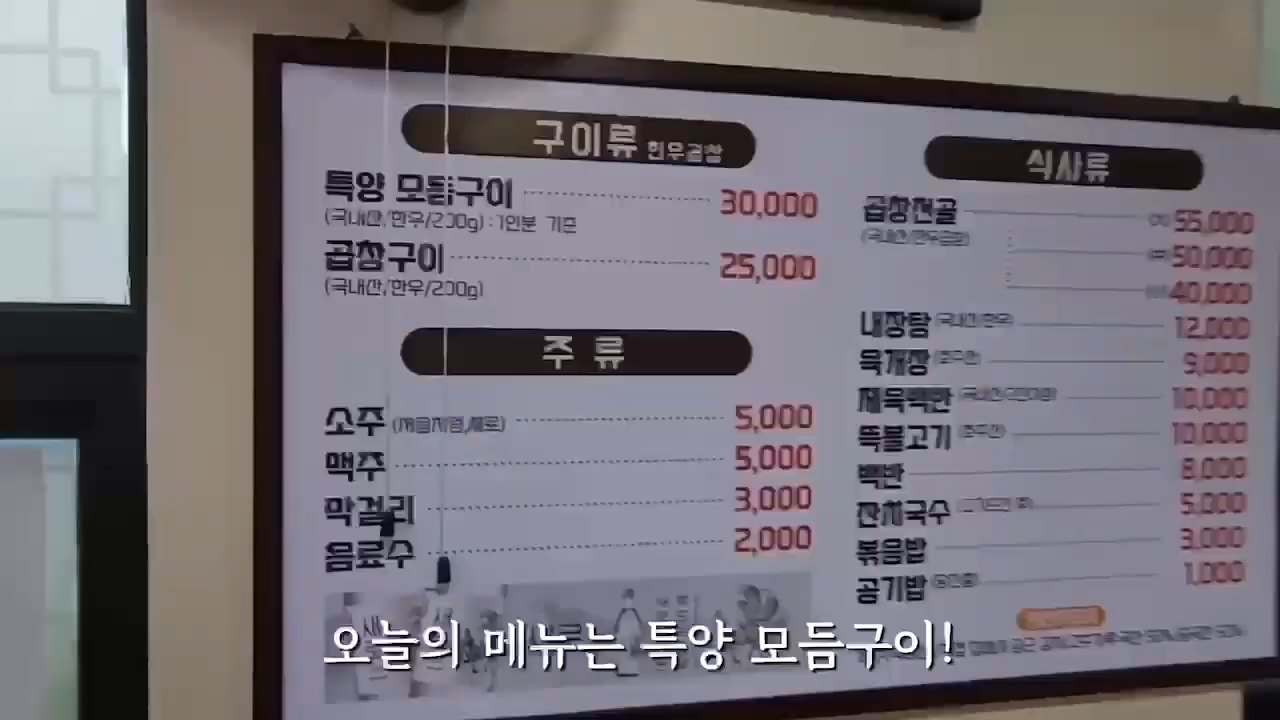 구이류 한우곱창
특양 모듬구이 30,000
(국내산/한우/200g) : 1인분 기준
곱창구이 25,000
(국내산/한우/200g)
주 류
소주 5,000
맥주 5,000
막걸리 3,000
음료수 2,000
식사류
곱창전골 55,000
50,000
40,000
내장탕 (국내산/한우) 12,000
육개장 9,000
제육백반 10,000
뚝불고기 10,000
백반 8,000
잔치국수 5,000
볶음밥 3,000
공기밥 1,000
오늘의 메뉴는 특양 모듬구이!